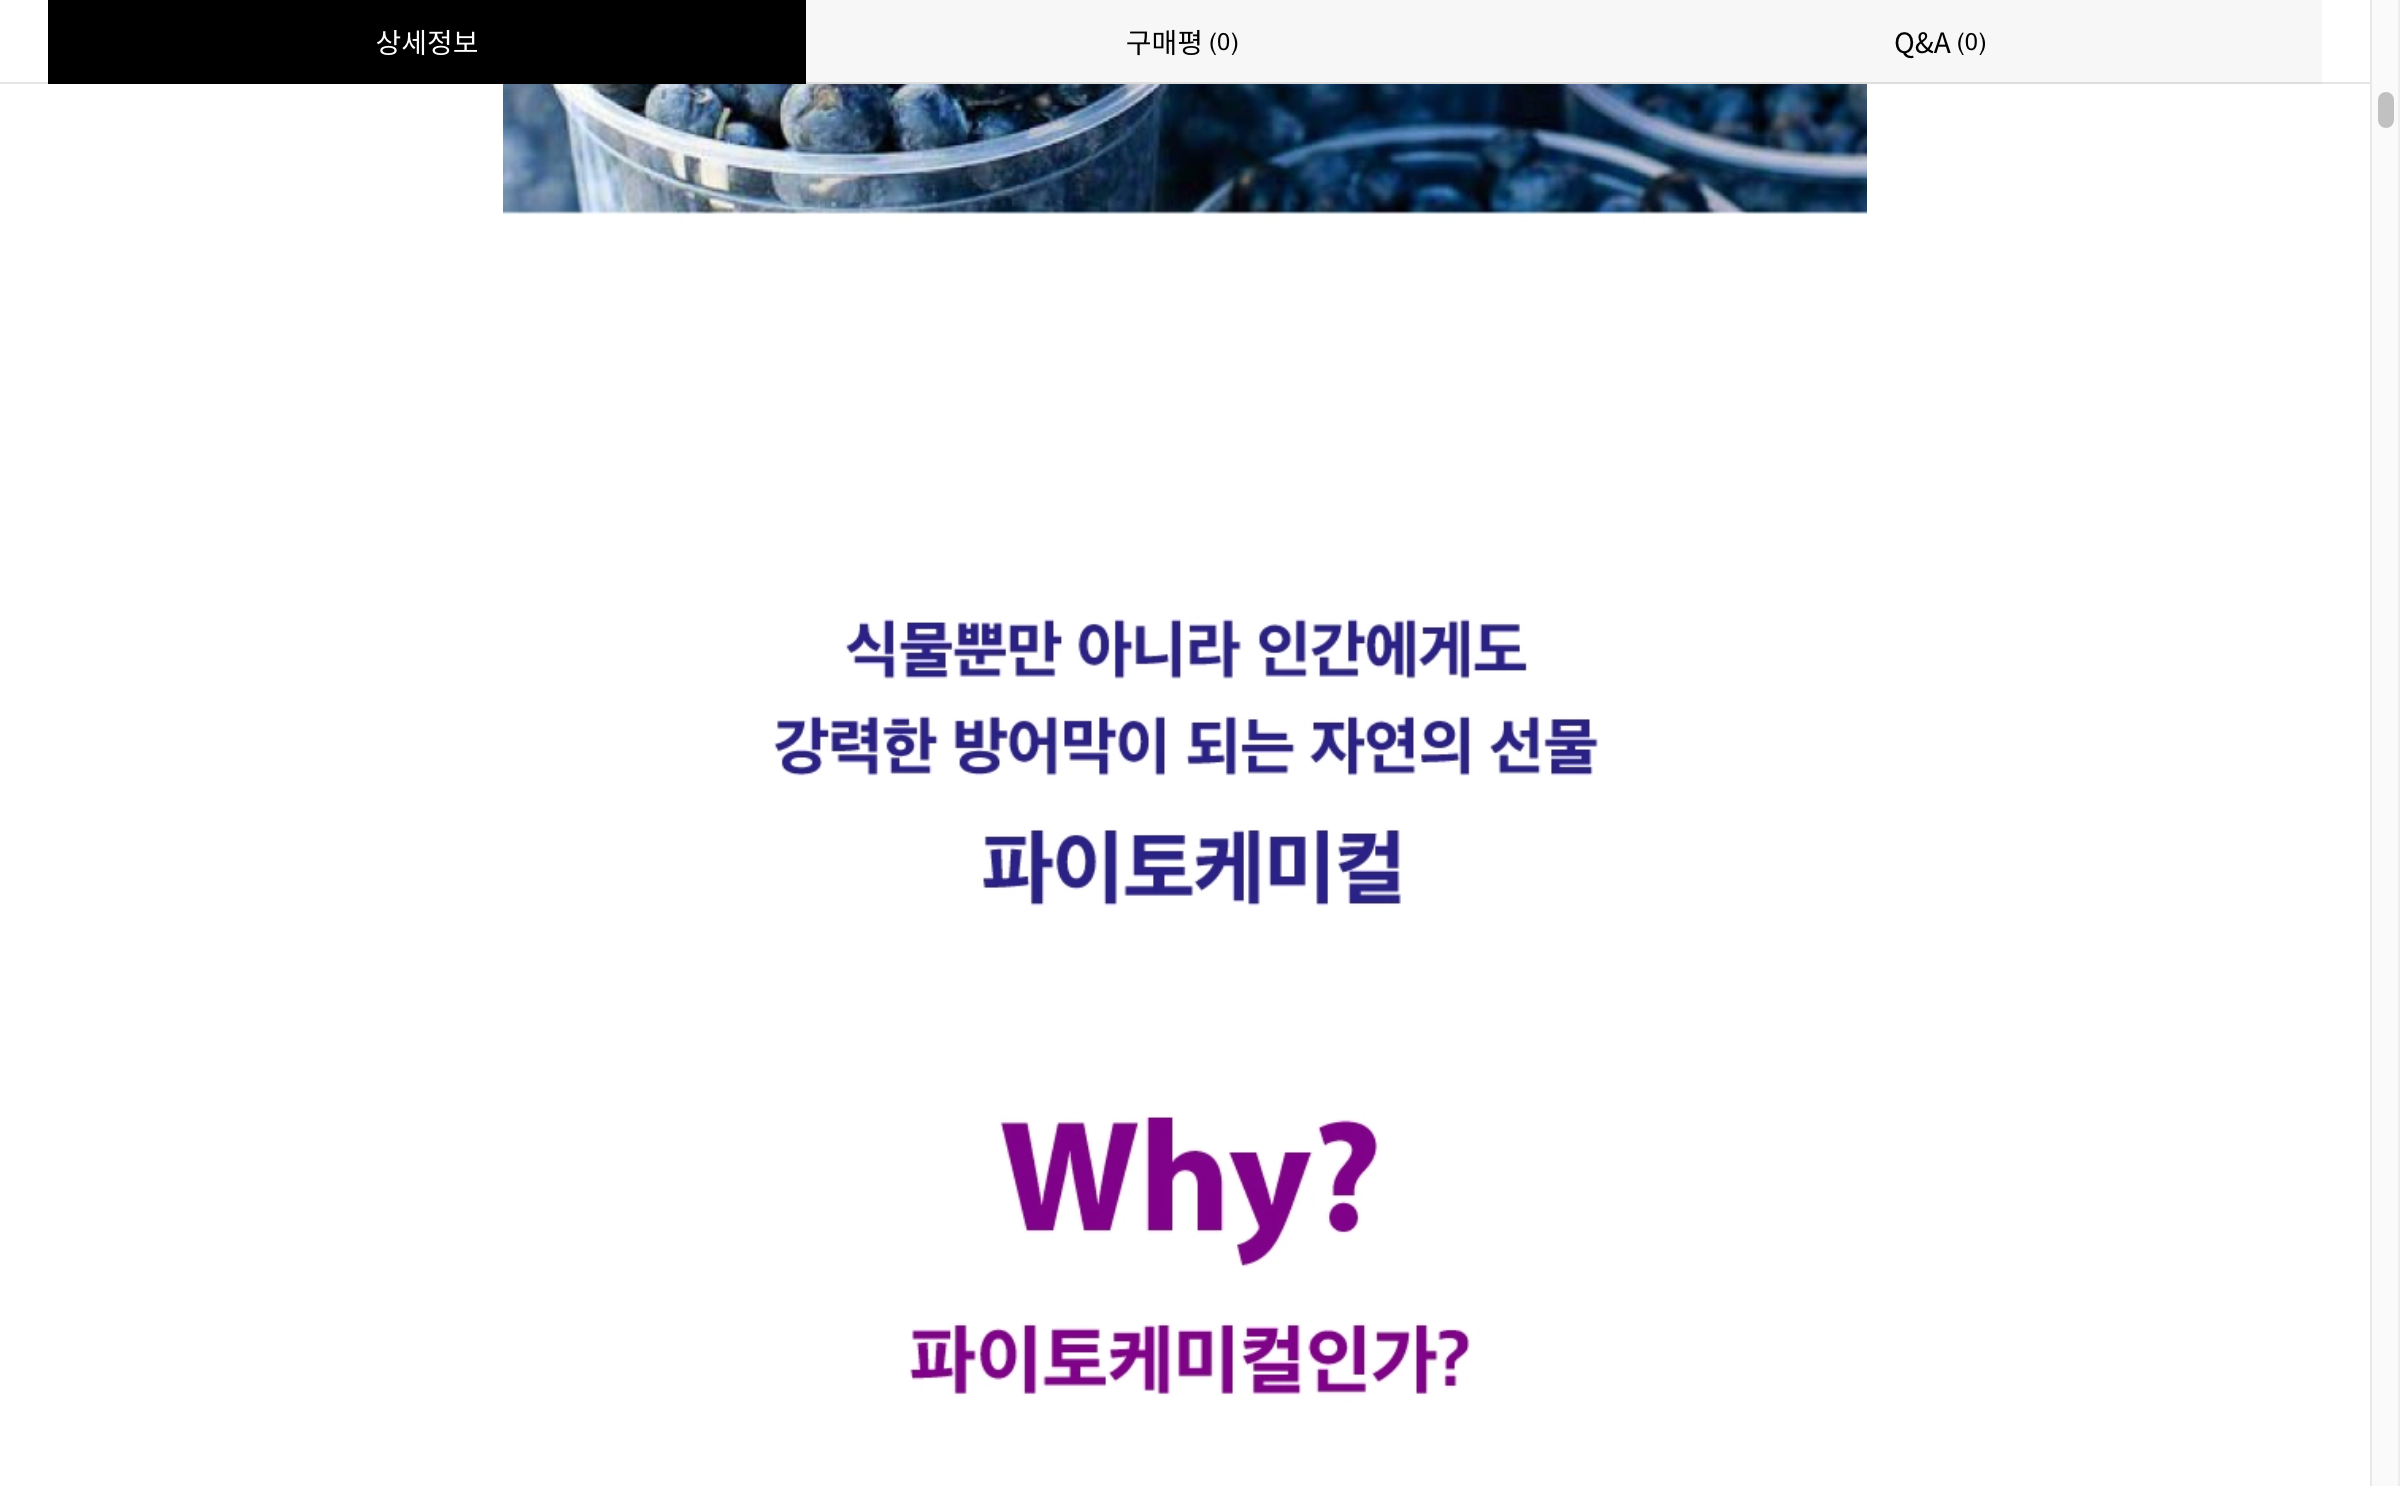 상세정보
구매평 (0)
Q&A (0)
식물뿐만 아니라 인간에게도
강력한 방어막이 되는 자연의 선물
파이토케미컬
Why?
파이토케미컬인가?